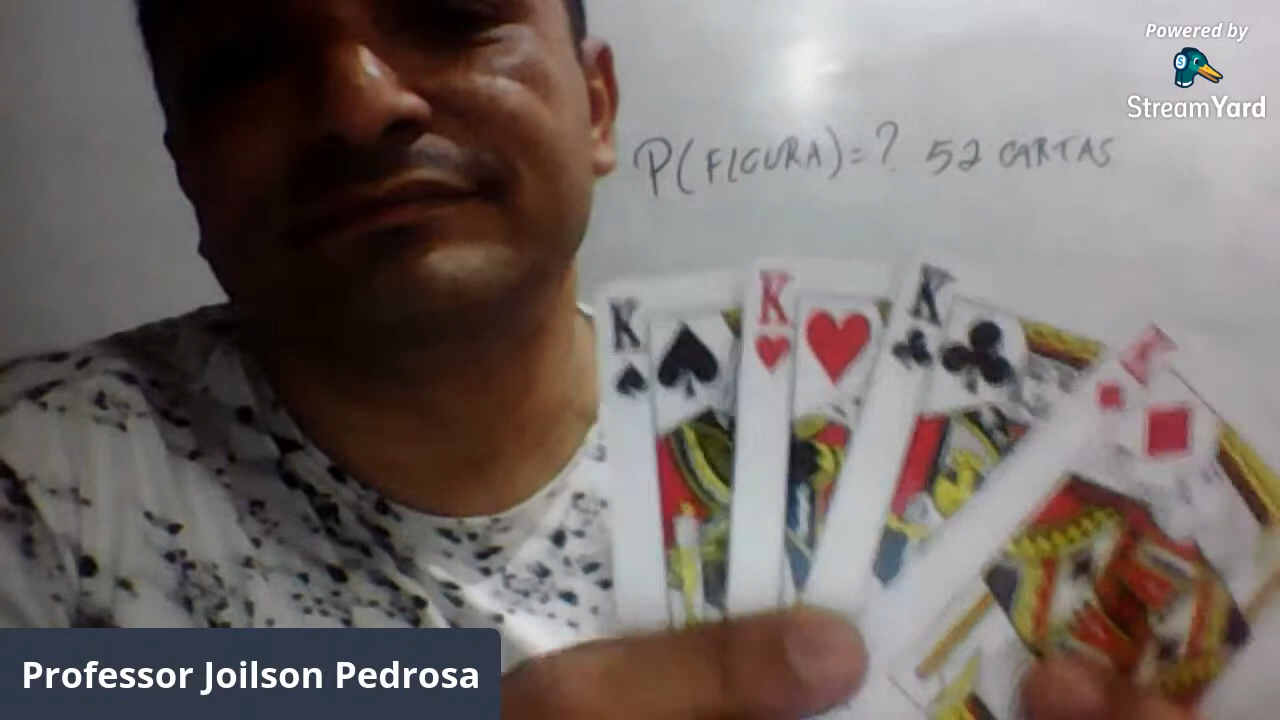 Powered by
StreamYard
P(FIGURA)=? 52 CARTAS
K
K
K
K
Professor Joilson Pedrosa